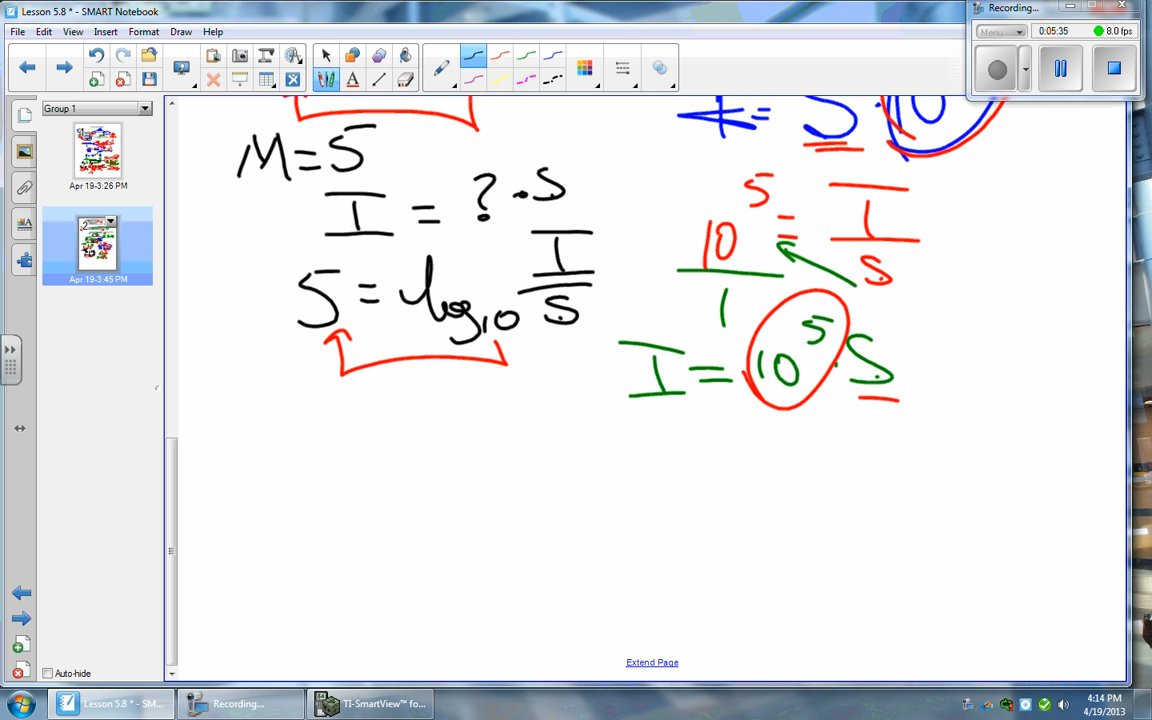 Lesson 5.8 * - SMART Notebook
Recording...
File Edit View Insert Format Draw Help
Menu
0:05:35
8.0 fps
Group 1
Apr 19-3:26 PM
2
Apr 19-3:45 PM
I = S · 10
M = 5
I = ? · S
5 = log10 I/S
10^5 / 1 = I/S
I = 10^5 · S
Extend Page
Auto-hide
Lesson 5.8 * - SM...
Recording...
TI-SmartView™ fo...
4:14 PM
4/19/2013